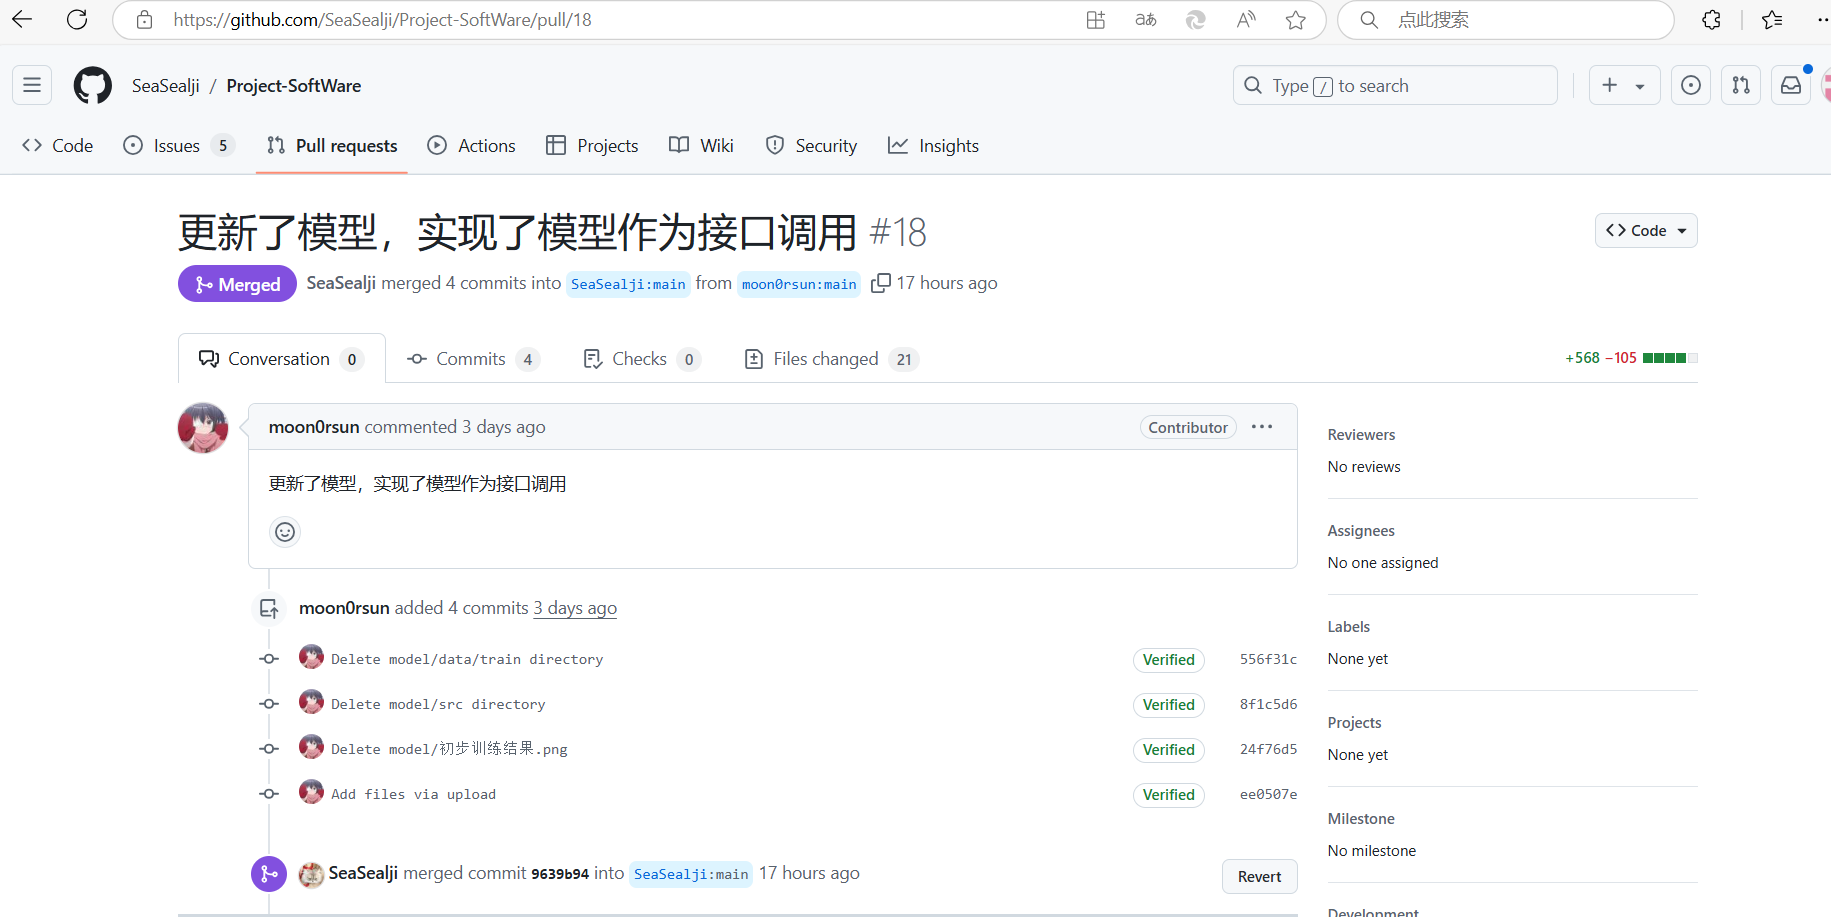 https://github.com/SeaSealji/Project-SoftWare/pull/18
点此搜索
SeaSealji / Project-SoftWare
Type / to search
Code
Issues 5
Pull requests
Actions
Projects
Wiki
Security
Insights
更新了模型，实现了模型作为接口调用 #18
Code
Merged
SeaSealji merged 4 commits into SeaSealji:main from moon0rsun:main 17 hours ago
Conversation 0
Commits 4
Checks 0
Files changed 21
+568 −105
moon0rsun commented 3 days ago
Contributor
更新了模型，实现了模型作为接口调用
moon0rsun added 4 commits 3 days ago
Delete model/data/train directory
Verified
556f31c
Delete model/src directory
Verified
8f1c5d6
Delete model/初步训练结果.png
Verified
24f76d5
Add files via upload
Verified
ee0507e
SeaSealji merged commit 9639b94 into SeaSealji:main 17 hours ago
Revert
Reviewers
No reviews
Assignees
No one assigned
Labels
None yet
Projects
None yet
Milestone
No milestone
Development